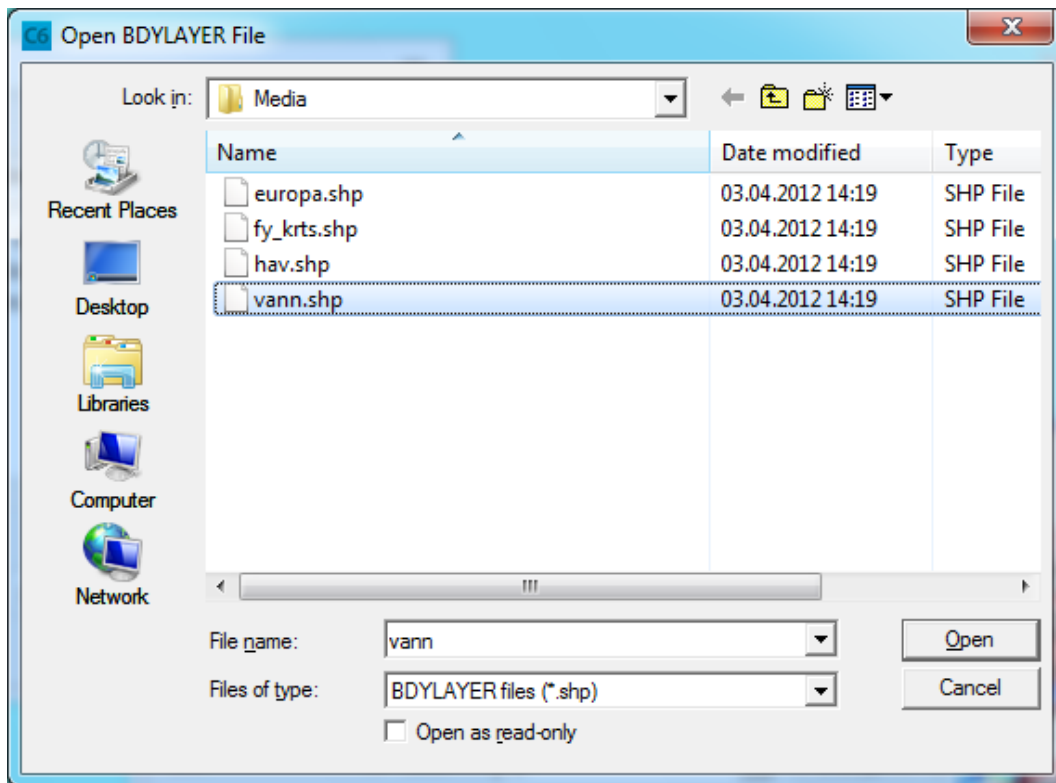 C6 Open BDYLAYER File
Look in: Media
Name Date modified Type
europa.shp 03.04.2012 14:19 SHP File
fy_krts.shp 03.04.2012 14:19 SHP File
hav.shp 03.04.2012 14:19 SHP File
vann.shp 03.04.2012 14:19 SHP File
Recent Places
Desktop
Libraries
Computer
Network
File name: vann Open
Files of type: BDYLAYER files (*.shp) Cancel
Open as read-only